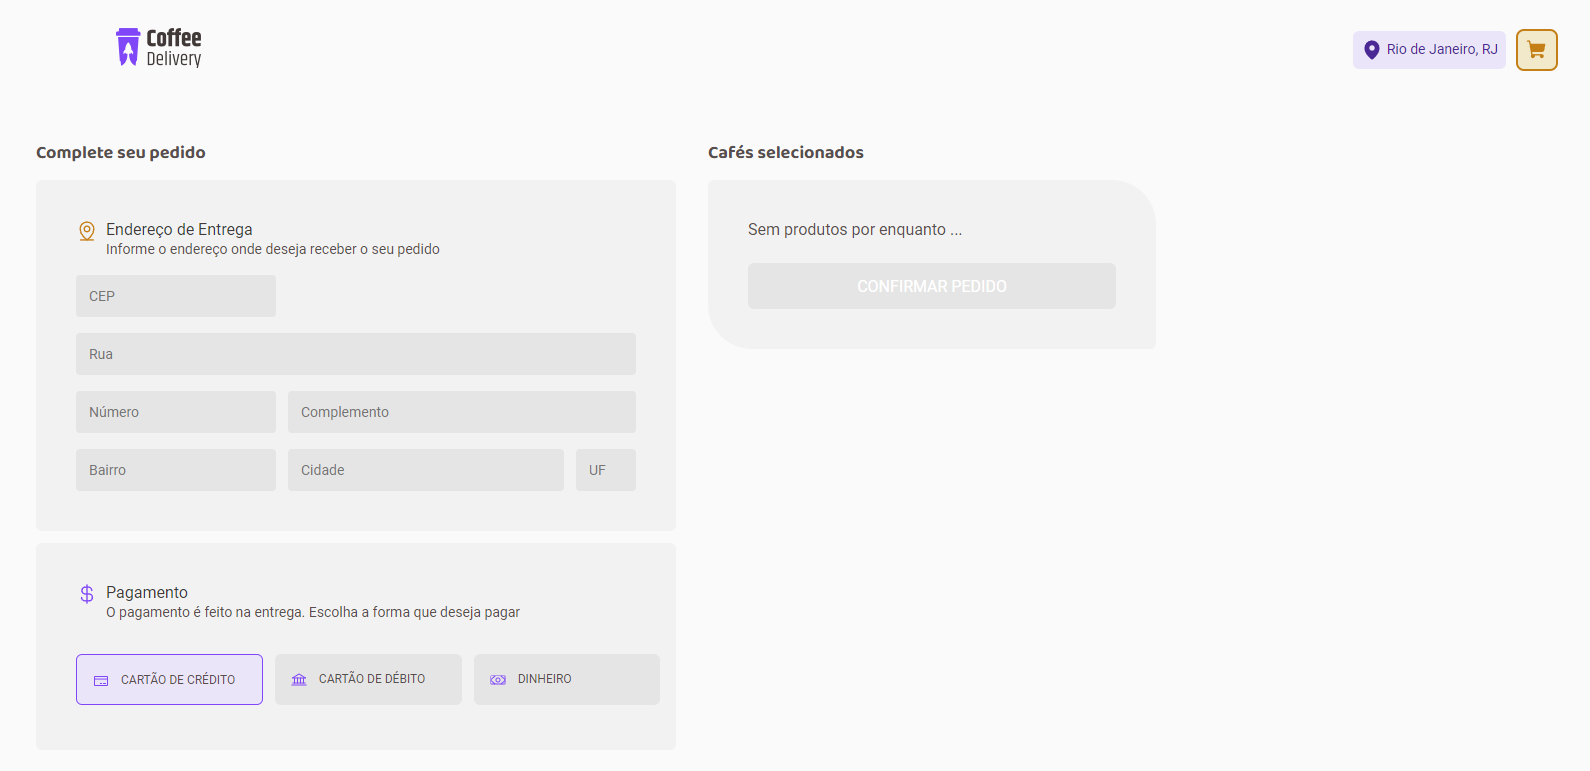 Coffee
Delivery
Rio de Janeiro, RJ
Complete seu pedido
Endereço de Entrega
Informe o endereço onde deseja receber o seu pedido
CEP
Rua
Número
Complemento
Bairro
Cidade
UF
Pagamento
O pagamento é feito na entrega. Escolha a forma que deseja pagar
CARTÃO DE CRÉDITO
CARTÃO DE DÉBITO
DINHEIRO
Cafés selecionados
Sem produtos por enquanto ...
CONFIRMAR PEDIDO